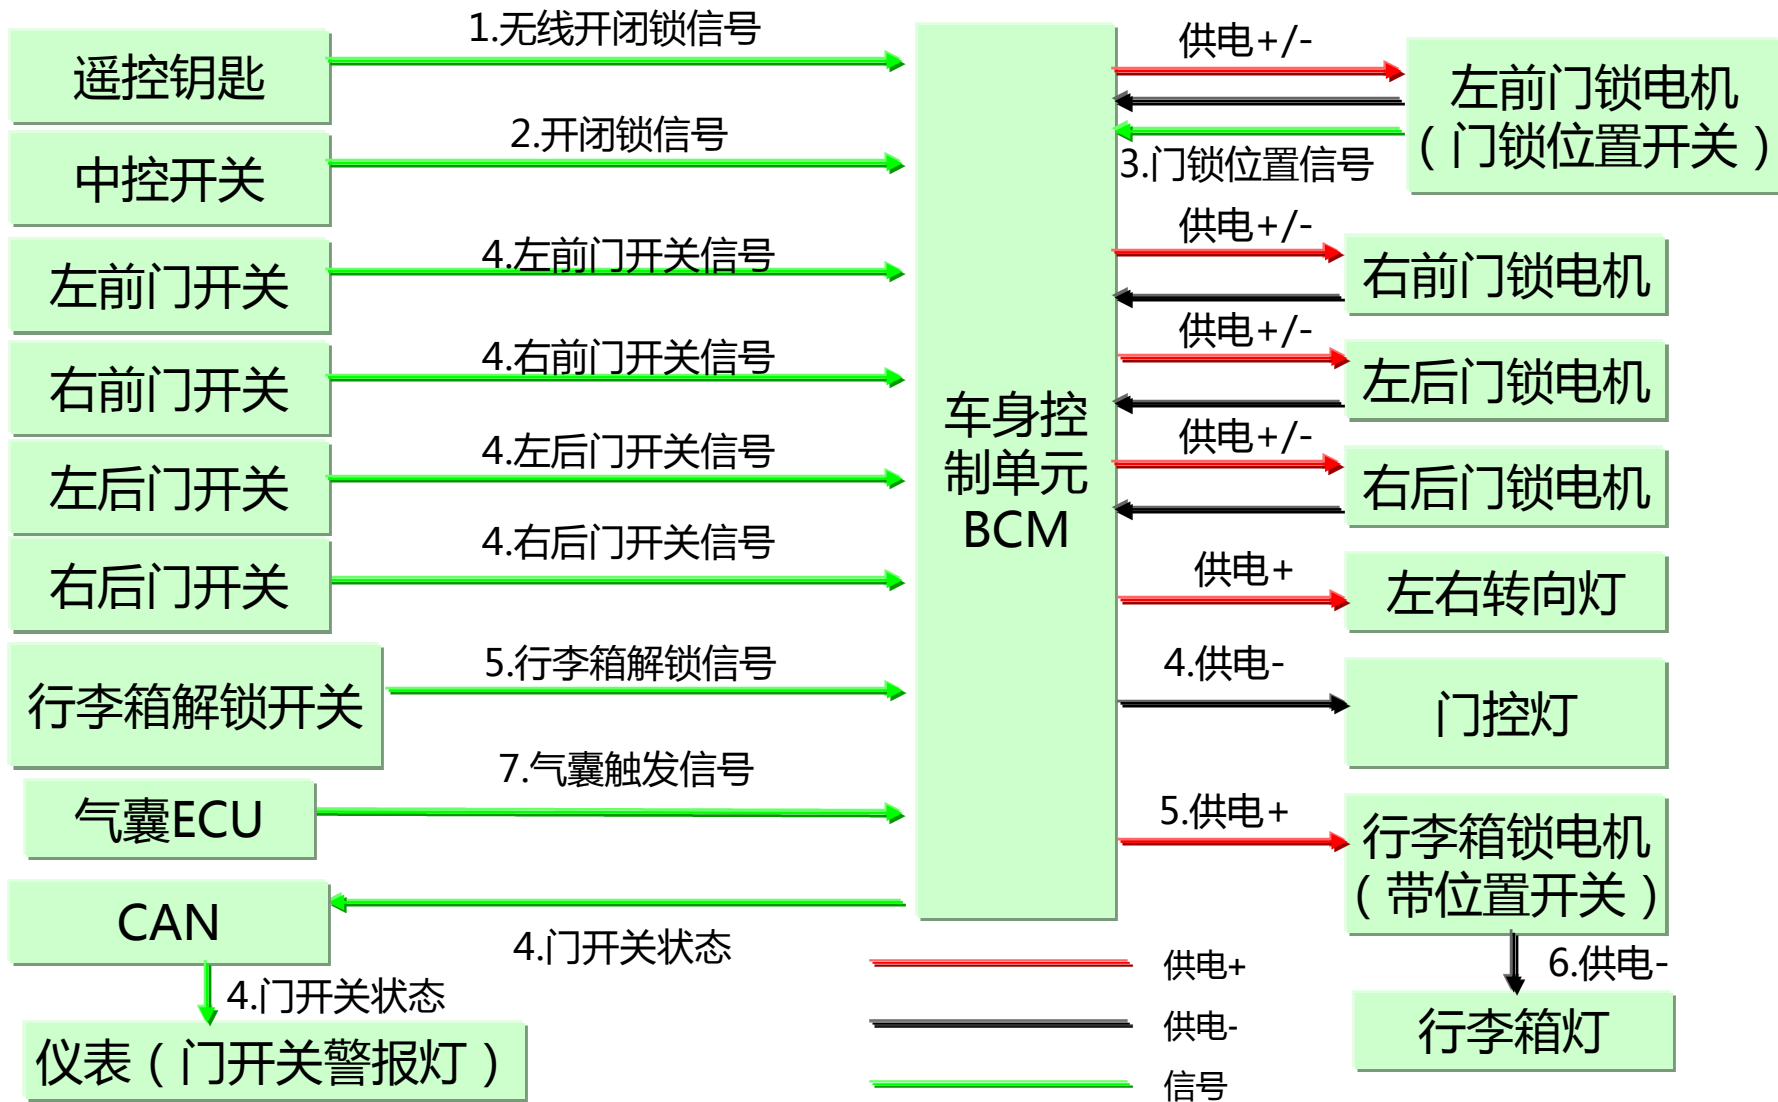 1.无线开闭锁信号
遥控钥匙
2.开闭锁信号
中控开关
4.左前门开关信号
左前门开关
4.右前门开关信号
右前门开关
4.左后门开关信号
左后门开关
4.右后门开关信号
右后门开关
5.行李箱解锁信号
行李箱解锁开关
7.气囊触发信号
气囊ECU
CAN
4.门开关状态
4.门开关状态
仪表（门开关警报灯）
车身控
制单元
BCM
供电+/-
左前门锁电机
（门锁位置开关）
3.门锁位置信号
供电+/-
右前门锁电机
供电+/-
左后门锁电机
供电+/-
右后门锁电机
供电+
左右转向灯
4.供电-
门控灯
5.供电+
行李箱锁电机
（带位置开关）
6.供电-
行李箱灯
供电+
供电-
信号